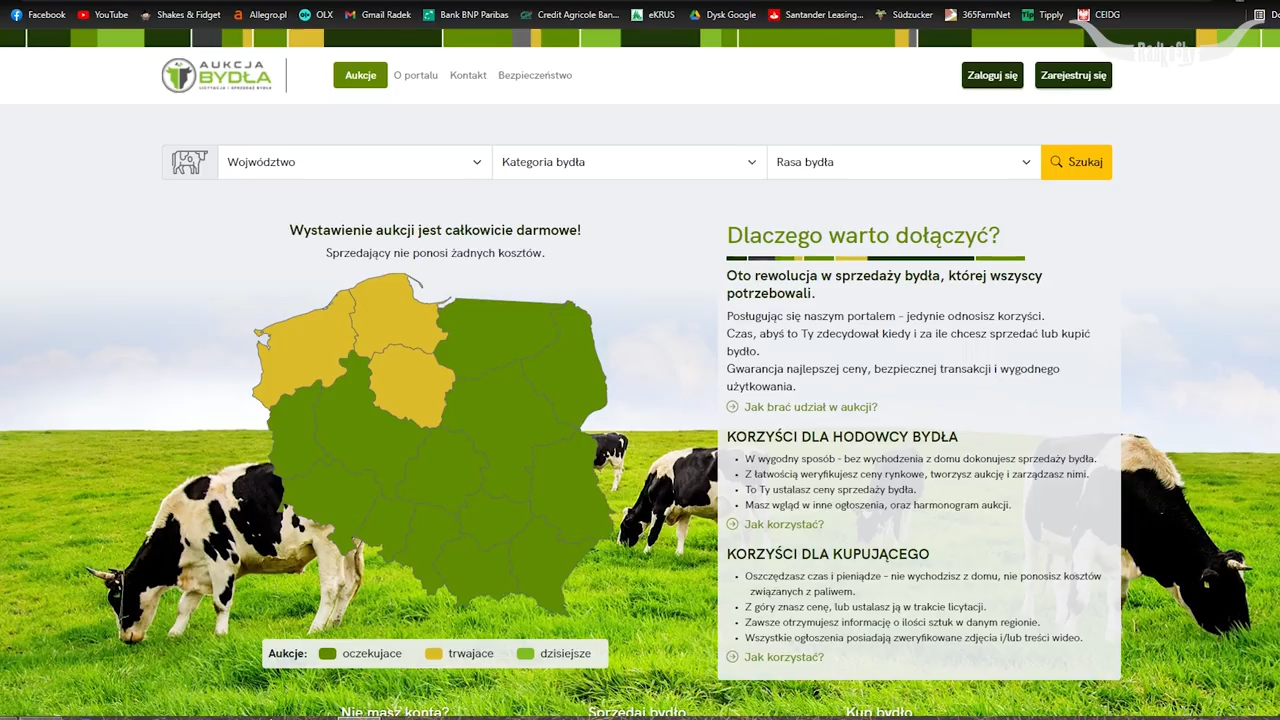 Facebook YouTube Shakes & Fidget Allegro.pl OLX Gmail Radek Bank BNP Paribas Credit Agricole Ban... eKRUS Dysk Google Santander Leasing... Südzucker 365FarmNet Tipply CEIDG
AUKCJA
BYDŁA
LICYTACJA I SPRZEDAŻ BYDŁA
Aukcje O portalu Kontakt Bezpieczeństwo Zaloguj się Zarejestruj się
Województwo Kategoria bydła Rasa bydła Szukaj
Wystawienie aukcji jest całkowicie darmowe!
Sprzedający nie ponosi żadnych kosztów.
Dlaczego warto dołączyć?
Oto rewolucja w sprzedaży bydła, której wszyscy
potrzebowali.
Posługując się naszym portalem – jedynie odnosisz korzyści.
Czas, abyś to Ty zdecydował kiedy i za ile chcesz sprzedać lub kupić
bydło.
Gwarancja najlepszej ceny, bezpiecznej transakcji i wygodnego
użytkowania.
Jak brać udział w aukcji?
KORZYŚCI DLA HODOWCY BYDŁA
• W wygodny sposób - bez wychodzenia z domu dokonujesz sprzedaży bydła.
• Z łatwością weryfikujesz ceny rynkowe, tworzysz aukcję i zarządzasz nimi.
• To Ty ustalasz ceny sprzedaży bydła.
• Masz wgląd w inne ogłoszenia, oraz harmonogram aukcji.
Jak korzystać?
KORZYŚCI DLA KUPUJĄCEGO
• Oszczędzasz czas i pieniądze – nie wychodzisz z domu, nie ponosisz kosztów
związanych z paliwem.
• Z góry znasz cenę, lub ustalasz ją w trakcie licytacji.
• Zawsze otrzymujesz informację o ilości sztuk w danym regionie.
• Wszystkie ogłoszenia posiadają zweryfikowane zdjęcia i/lub treści wideo.
Jak korzystać?
Aukcje: oczekujace trwajace dzisiejsze
Nie masz konta? Sprzedaj bydło Kup bydło